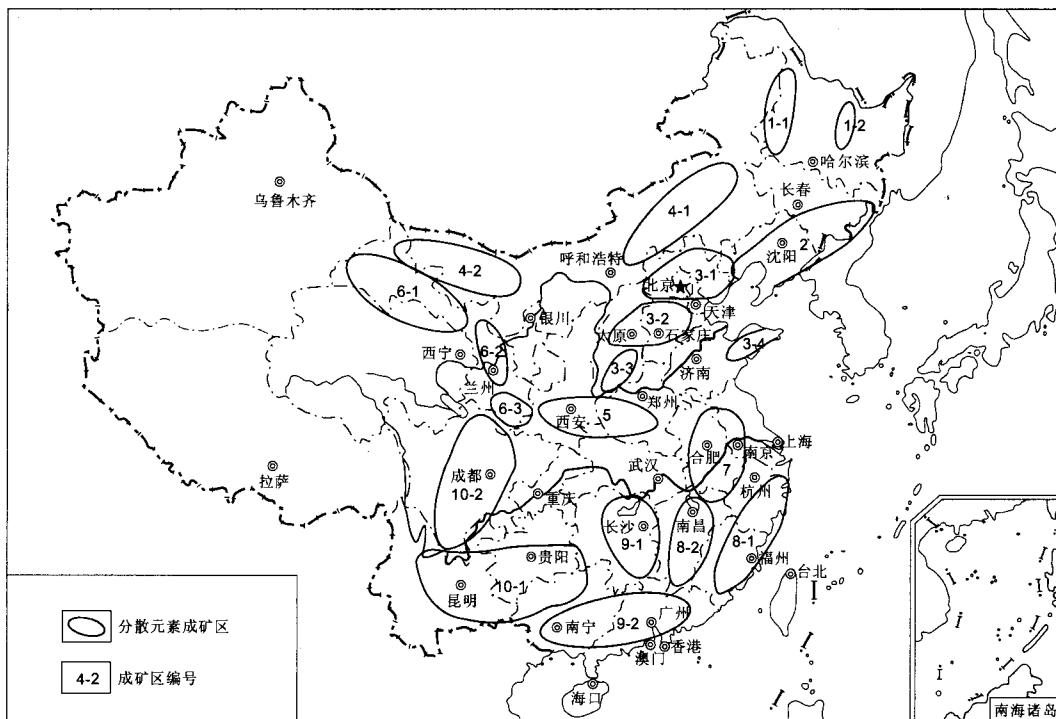 1-1
1-2
哈尔滨
乌鲁木齐
长春
4-1
2
沈阳
呼和浩特
4-2
3-1
北京
6-1
天津
3-2
银川
太原
石家庄
3-4
6-2
西宁
3-3
济南
兰州
郑州
6-3
5
西安
上海
合肥
南京
7
拉萨
成都
武汉
杭州
10-2
重庆
长沙
南昌
9-1
8-2
8-1
贵阳
福州
台北
昆明
10-1
9-2
广州
南宁
澳门
香港
海口
分散元素成矿区
4-2
成矿区编号
南海诸岛